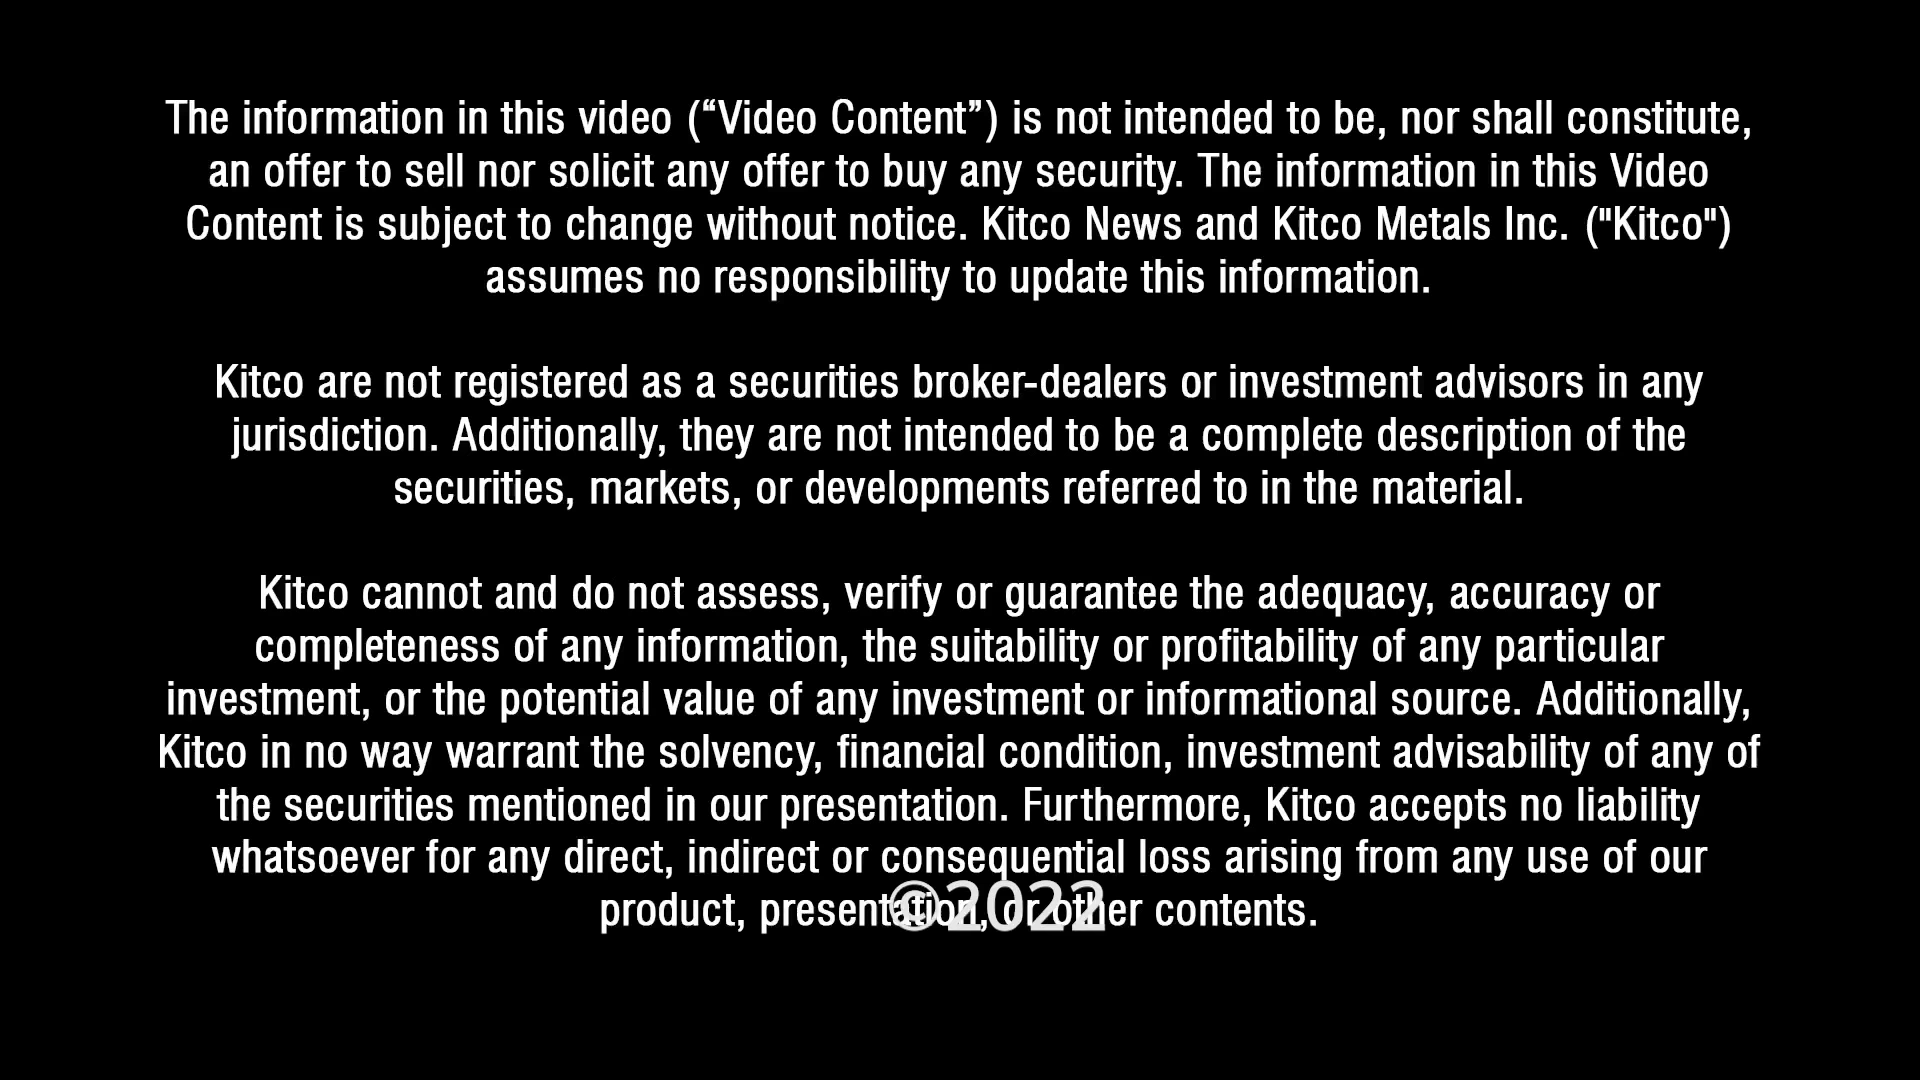 The information in this video (“Video Content”) is not intended to be, nor shall constitute,
an offer to sell nor solicit any offer to buy any security. The information in this Video
Content is subject to change without notice. Kitco News and Kitco Metals Inc. ("Kitco")
assumes no responsibility to update this information.
Kitco are not registered as a securities broker-dealers or investment advisors in any
jurisdiction. Additionally, they are not intended to be a complete description of the
securities, markets, or developments referred to in the material.
Kitco cannot and do not assess, verify or guarantee the adequacy, accuracy or
completeness of any information, the suitability or profitability of any particular
investment, or the potential value of any investment or informational source. Additionally,
Kitco in no way warrant the solvency, financial condition, investment advisability of any of
the securities mentioned in our presentation. Furthermore, Kitco accepts no liability
whatsoever for any direct, indirect or consequential loss arising from any use of our
product, presentation, or other contents.
©2022